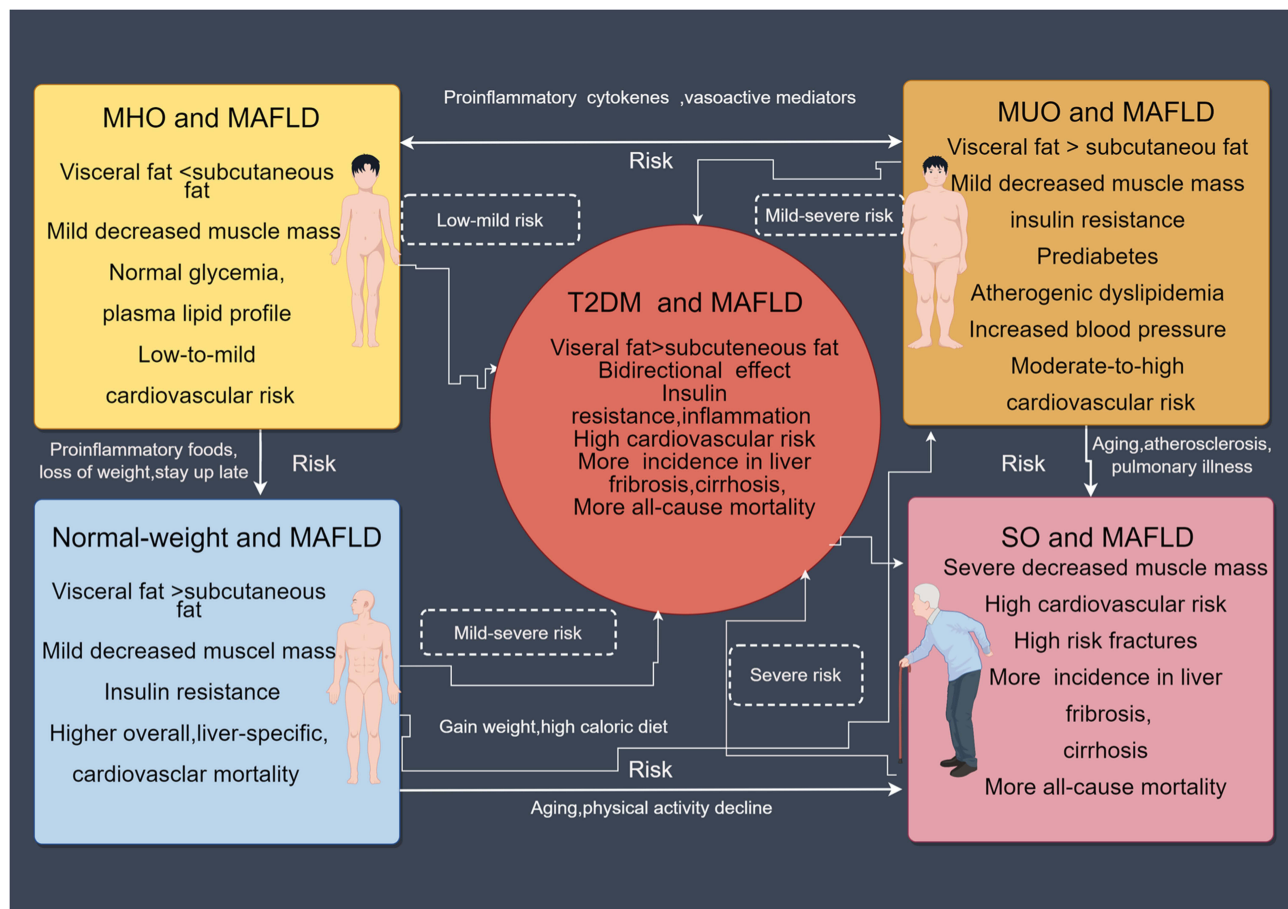 Proinflammatory cytokenes ,vasoactive mediators
Risk
MHO and MAFLD
Visceral fat <subcutaneous
fat
Mild decreased muscle mass
Normal glycemia,
plasma lipid profile
Low-to-mild
cardiovascular risk
Low-mild risk
Mild-severe risk
MUO and MAFLD
Visceral fat > subcutaneou fat
Mild decreased muscle mass
insulin resistance
Prediabetes
Atherogenic dyslipidemia
Increased blood pressure
Moderate-to-high
cardiovascular risk
T2DM and MAFLD
Viseral fat>subcuteneous fat
Bidirectional effect
Insulin
resistance,inflammation
High cardiovascular risk
More incidence in liver
fribrosis,cirrhosis,
More all-cause mortality
Proinflammatory foods,
loss of weight,stay up late
Risk
Risk
Aging,atherosclerosis,
pulmonary illness
Normal-weight and MAFLD
Visceral fat >subcutaneous
fat
Mild decreased muscel mass
Insulin resistance
Higher overall,liver-specific,
cardiovasclar mortality
Mild-severe risk
Severe risk
Gain weight,high caloric diet
Risk
Aging,physical activity decline
SO and MAFLD
Severe decreased muscle mass
High cardiovascular risk
High risk fractures
More incidence in liver
fribrosis,
cirrhosis
More all-cause mortality